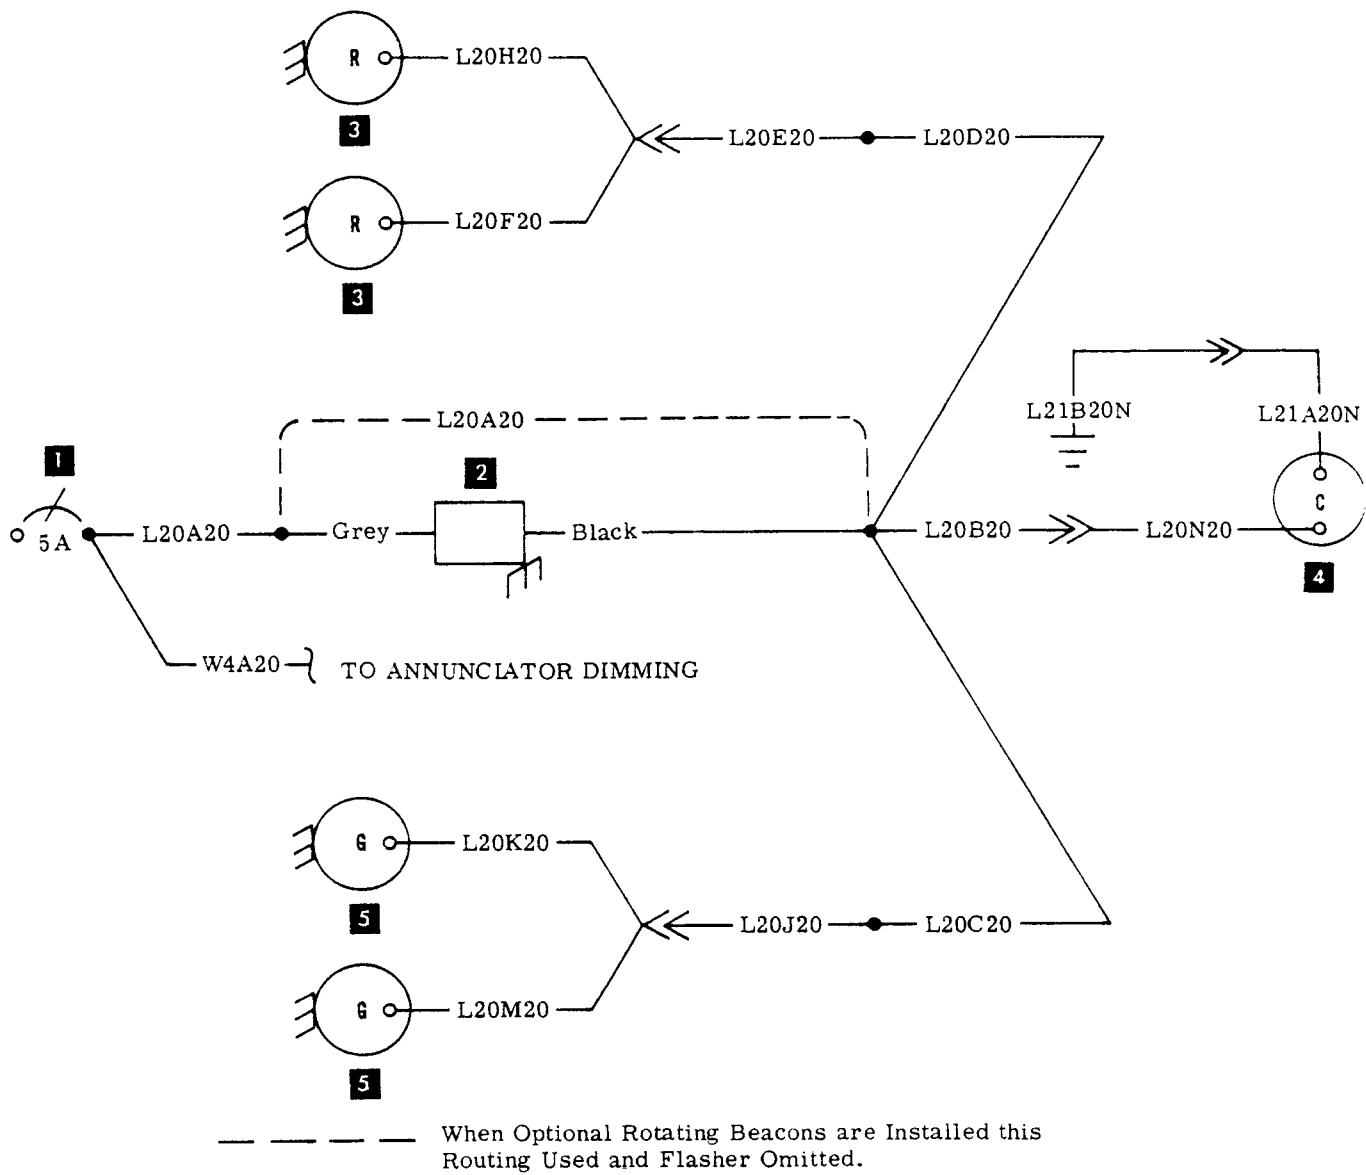 R
L20H20
3
L20E20
L20D20
R
L20F20
3
L21B20N
L21A20N
L20A20
1
2
C
5A
L20A20
Grey
Black
L20B20
L20N20
4
W4A20
TO ANNUNCIATOR DIMMING
G
L20K20
5
L20J20
L20C20
G
L20M20
5
When Optional Rotating Beacons are Installed this
Routing Used and Flasher Omitted.